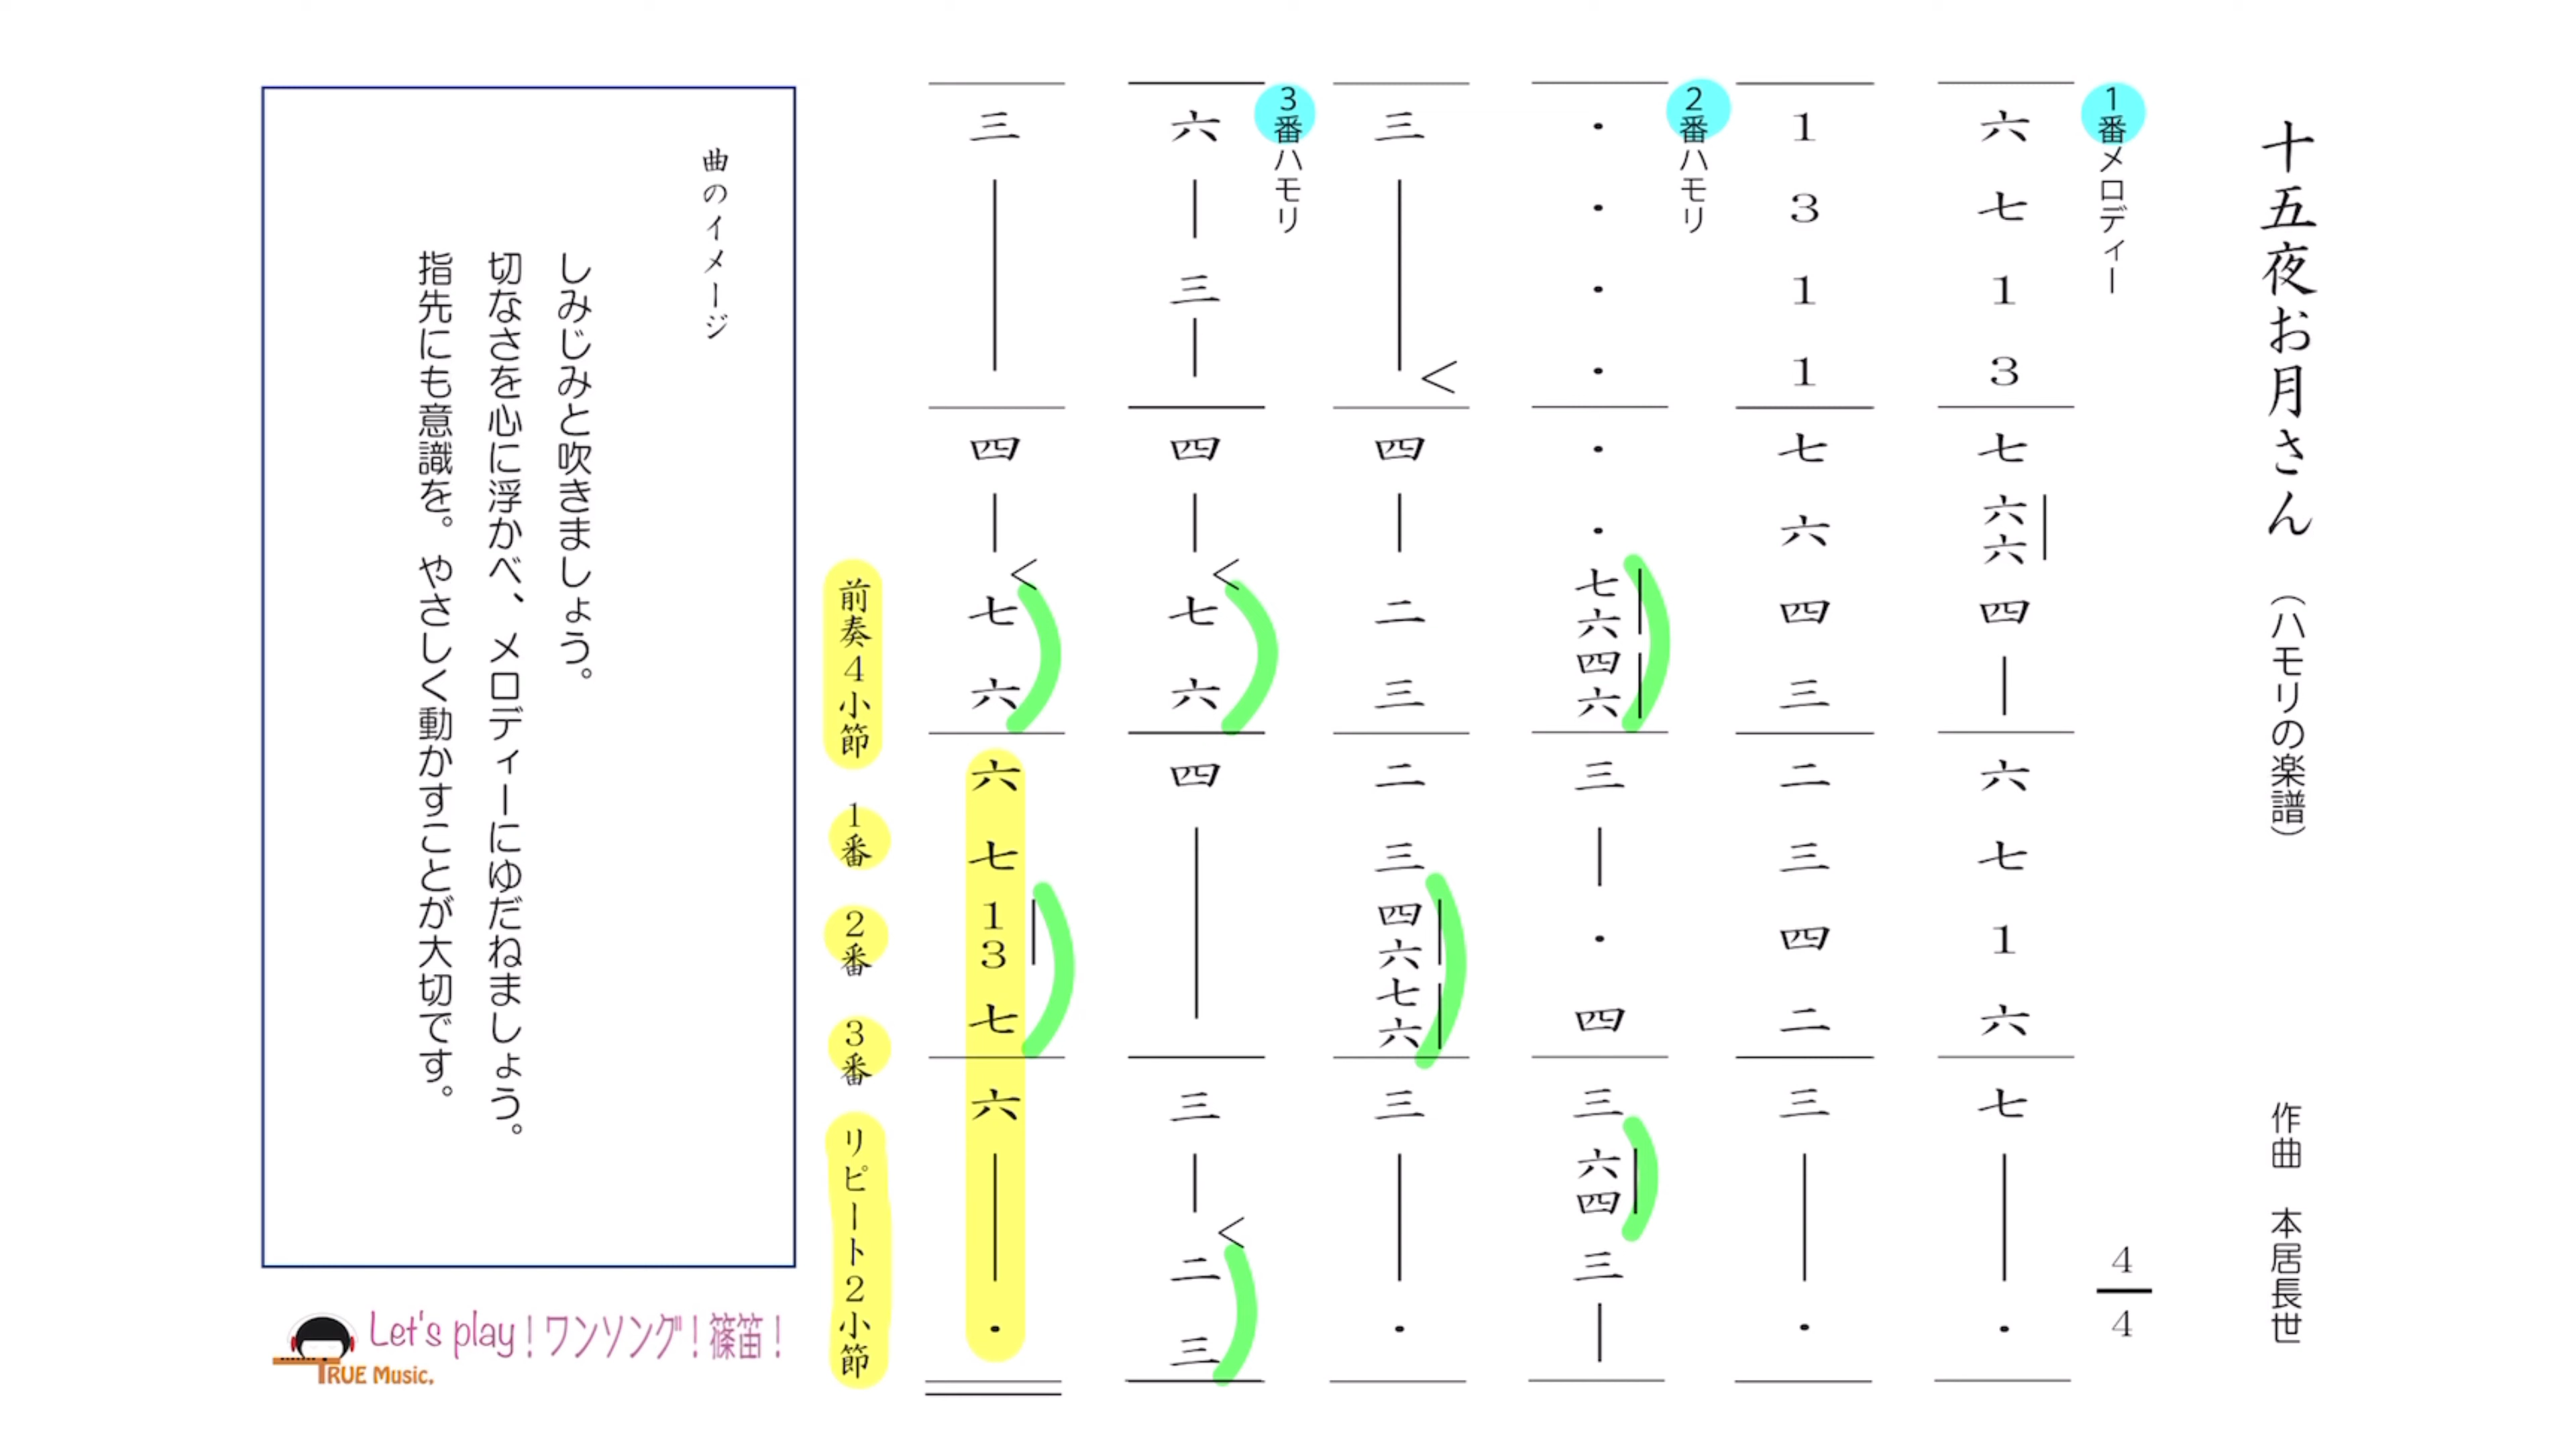 十五夜お月さん（ハモリの楽譜） 作曲 本居長世
4
4
1番メロディー
六 七 1 3 七 六六 四 ｜ 六 七 1 六 七 ｜ ・
1 3 1 1 七 六 四 三 二 三 四 二 三 ｜ ・
2番ハモリ
・ ・ ・ ・ ・ ・ 七六四六 三 ｜ ・ 四 三 六四 三 ｜
三 ｜ ＜ 四 ｜ 二 三 二 三 四六七六 三 ｜ ・
3番ハモリ
六 ｜ 三 ｜ 四 ｜ ＜ 七 六 四 ｜ 三 ｜ ＜ 二 三
三 ｜ 四 ｜ ＜ 七 六 六 七 13 七 六 ｜ ・
前奏4小節 1番 2番 3番 リピート2小節
曲のイメージ
しみじみと吹きましょう。
切なさを心に浮かべ、メロディーにゆだねましょう。
指先にも意識を。やさしく動かすことが大切です。
Let's play！ワンソング！篠笛！
TRUE Music.